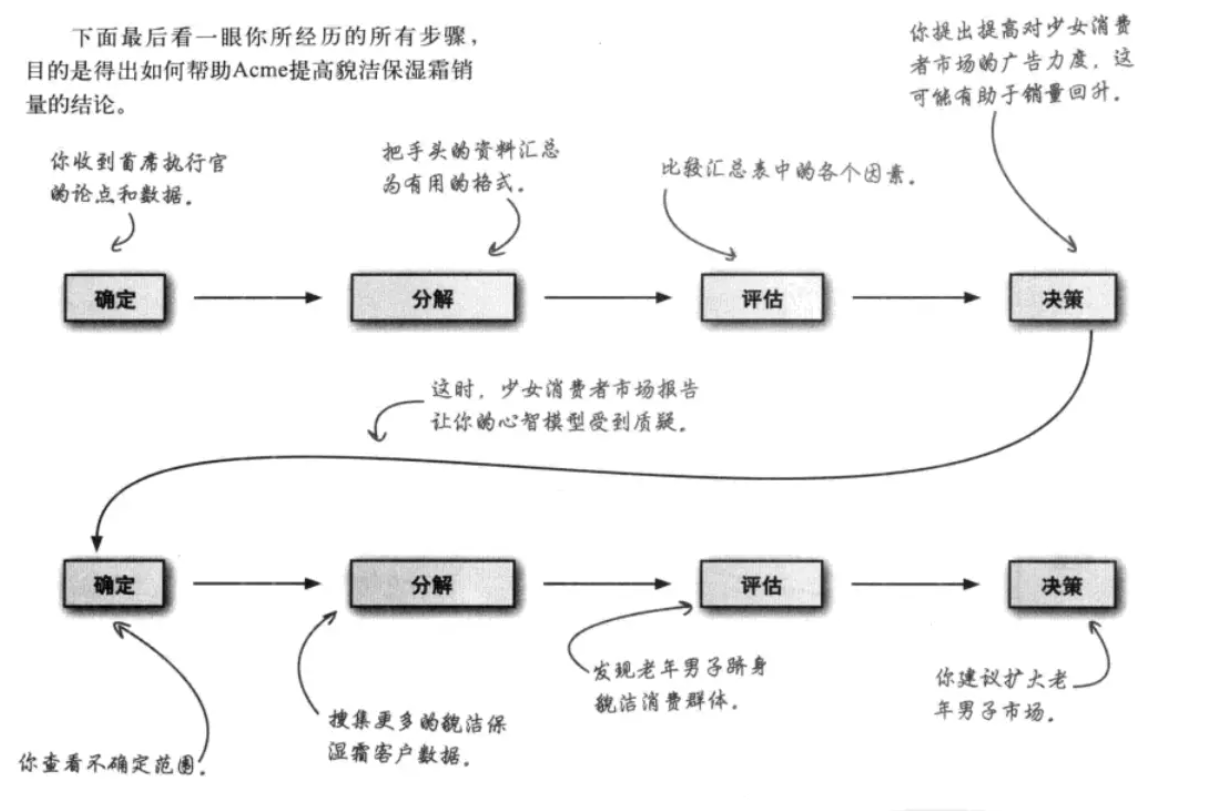 下面最后看一眼你所经历的所有步骤，
目的是得出如何帮助Acme提高貌洁保湿霜销
量的结论。
你提出提高对少女消费
者市场的广告力度，这
可能有助于销量回升。
你收到首席执行官
的论点和数据。
把手头的资料汇总
为有用的格式。
比较汇总表中的各个因素。
确定
分解
评估
决策
这时，少女消费者市场报告
让你的心智模型受到质疑。
确定
分解
评估
决策
你查看不确定范围。
搜集更多的貌洁保
湿霜客户数据。
发现老年男子跻身
貌洁消费群体。
你建议扩大老
年男子市场。